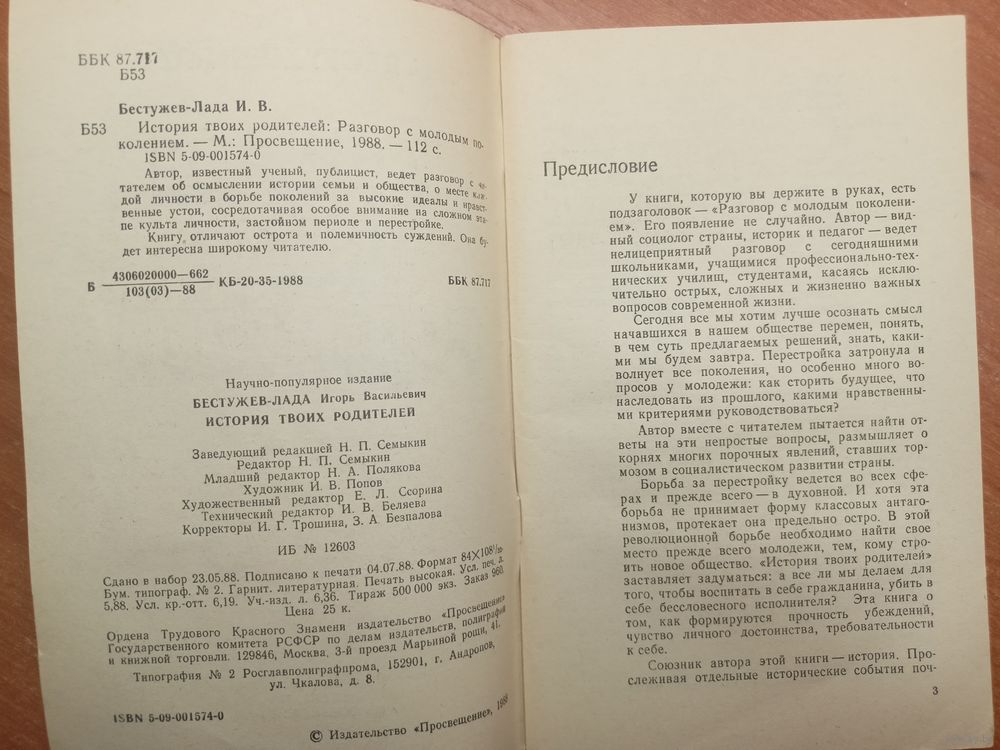 ББК 87.717
Б53
Бестужев-Лада И. В.
Б53 История твоих родителей: Разговор с молодым по-
колением. — М.: Просвещение, 1988. — 112 с.
ISBN 5-09-001574-0
Автор, известный ученый, публицист, ведет разговор с чи-
тателем об осмыслении истории семьи и общества, о месте каж-
дой личности в борьбе поколений за высокие идеалы и нравст-
венные устои, сосредотачивая особое внимание на сложном эта-
пе культа личности, застойном периоде и перестройке.
Книгу отличают острота и полемичность суждений. Она бу-
дет интересна широкому читателю.
Б 4306020000—662
103(03)—88 КБ-20-35-1988 ББК 87.717
Научно-популярное издание
БЕСТУЖЕВ-ЛАДА Игорь Васильевич
ИСТОРИЯ ТВОИХ РОДИТЕЛЕЙ
Заведующий редакцией Н. П. Семыкин
Редактор Н. П. Семыкин
Младший редактор Н. А. Полякова
Художник И. В. Попов
Художественный редактор Е. Л. Ссорина
Технический редактор И. В. Беляева
Корректоры И. Г. Трошина, З. А. Безпалова
ИБ № 12603
Сдано в набор 23.05.88. Подписано к печати 04.07.88. Формат 84×108 1/32.
Бум. типограф. № 2. Гарнит. литературная. Печать высокая. Усл. печ. л.
5,88. Усл. кр.-отт. 6,19. Уч.-изд. л. 6,36. Тираж 500 000 экз. Заказ 960.
Цена 25 к.
Ордена Трудового Красного Знамени издательство «Просвещение»
Государственного комитета РСФСР по делам издательств, полиграфии
и книжной торговли. 129846, Москва, 3-й проезд Марьиной рощи, 41.
Типография № 2 Росглавполиграфпрома, 152901, г. Андропов,
ул. Чкалова, д. 8.
ISBN 5-09-001574-0
© Издательство «Просвещение», 1988
Предисловие
У книги, которую вы держите в руках, есть
подзаголовок — «Разговор с молодым поколени-
ем». Его появление не случайно. Автор — вид-
ный социолог страны, историк и педагог — ведет
нелицеприятный разговор с сегодняшними
школьниками, учащимися профессионально-тех-
нических училищ, студентами, касаясь исклю-
чительно острых, сложных и жизненно важных
вопросов современной жизни.
Сегодня все мы хотим лучше осознать смысл
начавшихся в нашем обществе перемен, понять,
в чем суть предлагаемых решений, знать, каки-
ми мы будем завтра. Перестройка затронула и
волнует все поколения, но особенно много во-
просов у молодежи: как сторить будущее, что
наследовать из прошлого, какими нравственны-
ми критериями руководствоваться?
Автор вместе с читателем пытается найти от-
веты на эти непростые вопросы, размышляет о
корнях многих порочных явлений, ставших тор-
мозом в социалистическом развитии страны.
Борьба за перестройку ведется во всех сфе-
рах и прежде всего — в духовной. И хотя эта
борьба не принимает форму классовых антаго-
низмов, протекает она предельно остро. В этой
революционной борьбе необходимо найти свое
место прежде всего молодежи, тем, кому стро-
ить новое общество. «История твоих родителей»
заставляет задуматься: а все ли мы делаем для
того, чтобы воспитать в себе гражданина, убить в
себе бессловесного исполнителя? Эта книга о
том, как формируются прочность убеждений,
чувство личного достоинства, требовательности
к себе.
Союзник автора этой книги — история. Про-
слеживая отдельные исторические события поч-
3